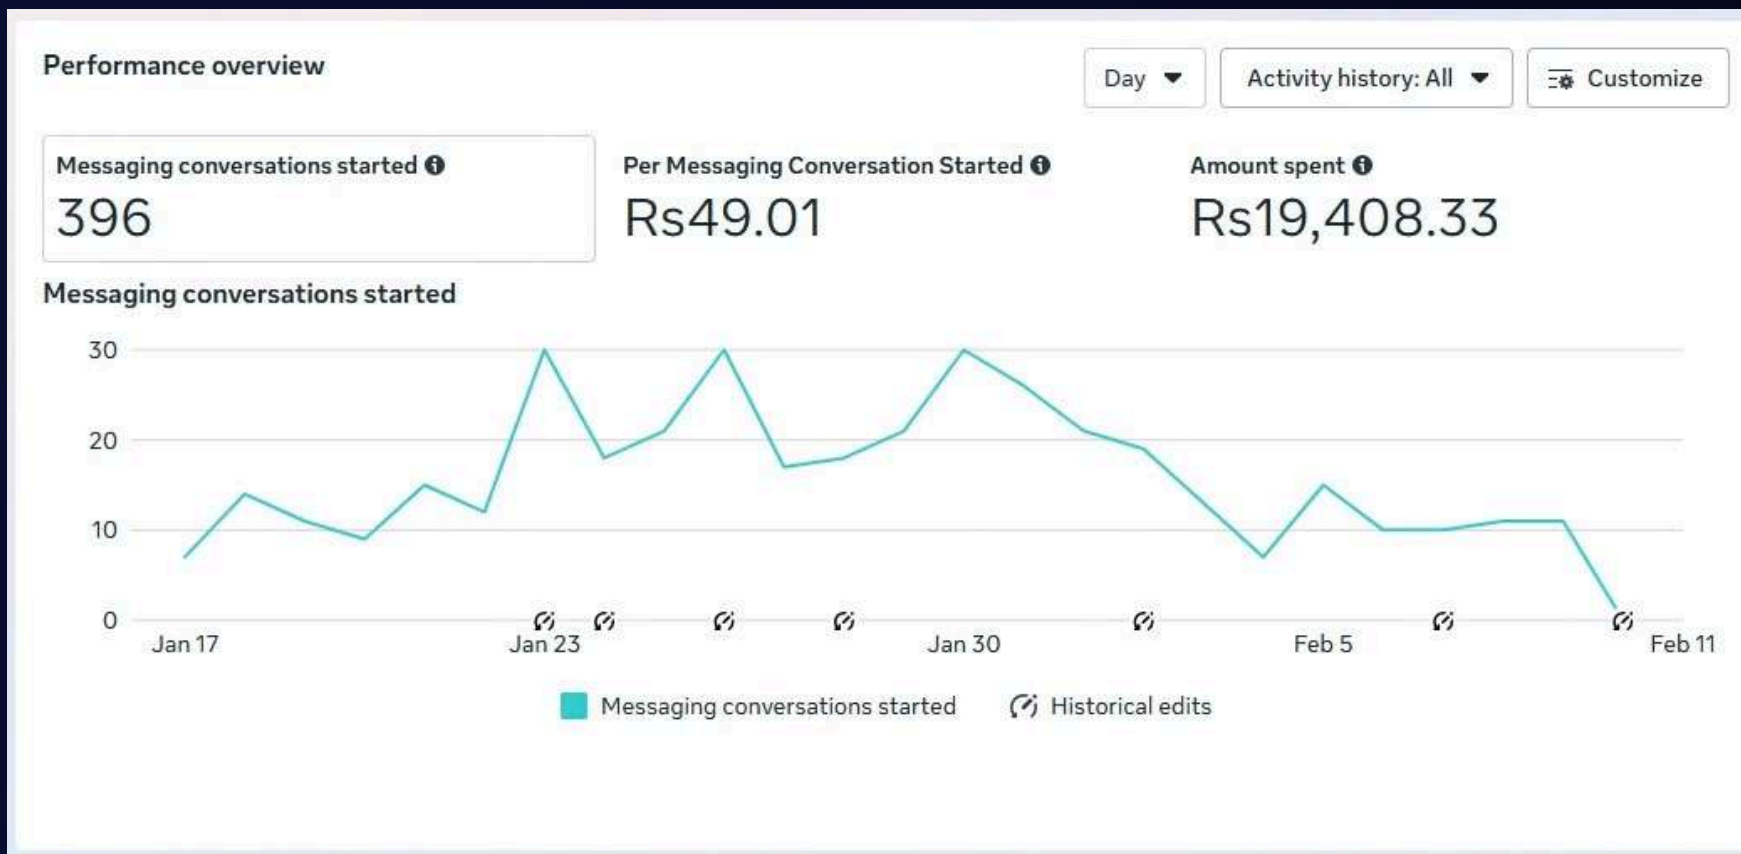 Performance overview
Day
Activity history: All
Customize
Messaging conversations started
396
Per Messaging Conversation Started
Rs49.01
Amount spent
Rs19,408.33
Messaging conversations started
30
20
10
0
Jan 17
Jan 23
Jan 30
Feb 5
Feb 11
Messaging conversations started
Historical edits